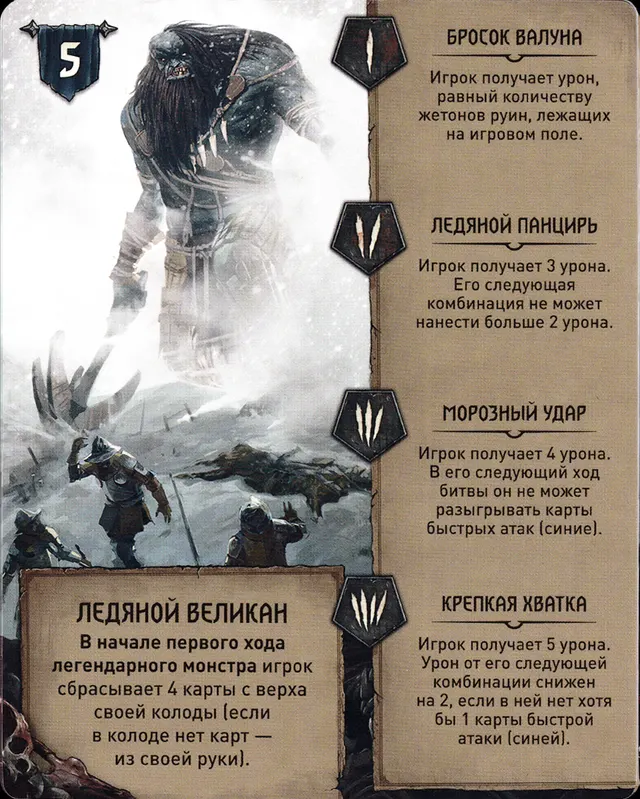 5
БРОСОК ВАЛУНА
Игрок получает урон,
равный количеству
жетонов руин, лежащих
на игровом поле.
ЛЕДЯНОЙ ПАНЦИРЬ
Игрок получает 3 урона.
Его следующая
комбинация не может
нанести больше 2 урона.
МОРОЗНЫЙ УДАР
Игрок получает 4 урона.
В его следующий ход
битвы он не может
разыгрывать карты
быстрых атак (синие).
КРЕПКАЯ ХВАТКА
Игрок получает 5 урона.
Урон от его следующей
комбинации снижен
на 2, если в ней нет хотя
бы 1 карты быстрой
атаки (синей).
ЛЕДЯНОЙ ВЕЛИКАН
В начале первого хода
легендарного монстра игрок
сбрасывает 4 карты с верха
своей колоды (если
в колоде нет карт —
из своей руки).